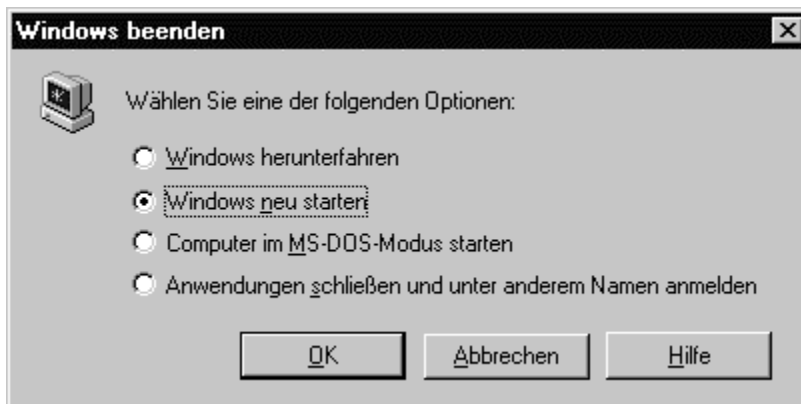 Windows beenden
Wählen Sie eine der folgenden Optionen:
Windows herunterfahren
Windows neu starten
Computer im MS-DOS-Modus starten
Anwendungen schließen und unter anderem Namen anmelden
OK Abbrechen Hilfe